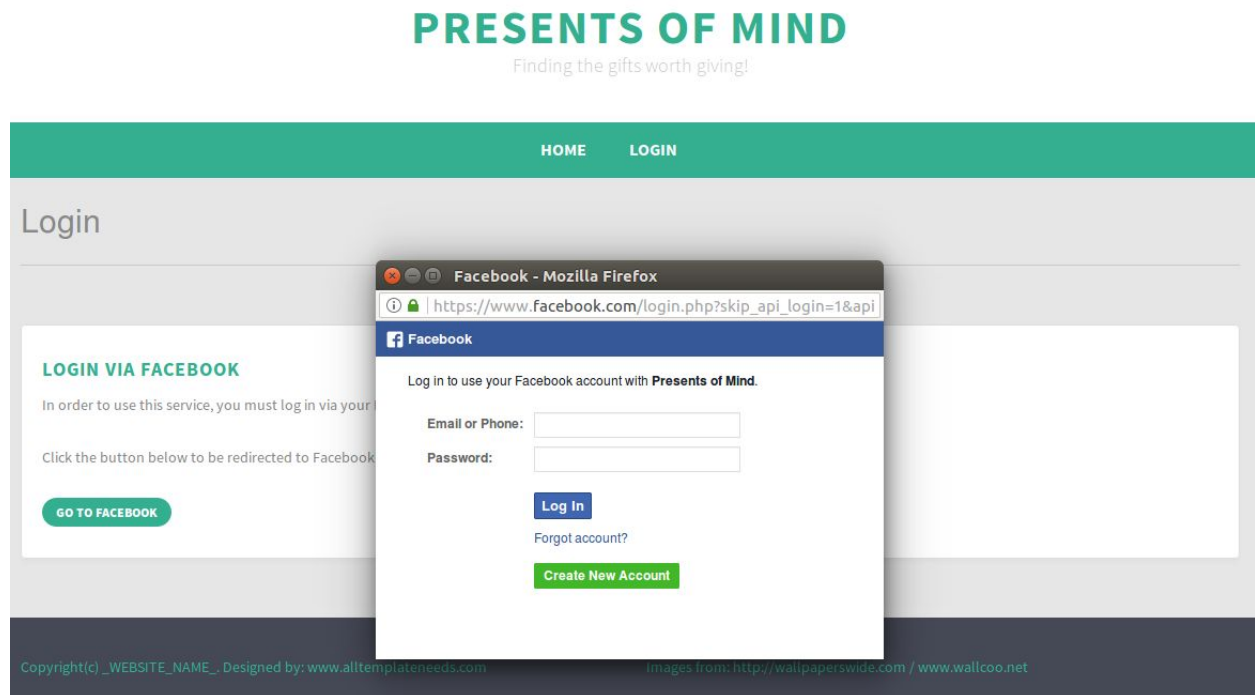 PRESENTS OF MIND
Finding the gifts worth giving!
HOME LOGIN
Login
Facebook - Mozilla Firefox
https://www.facebook.com/login.php?skip_api_login=1&api
Facebook
LOGIN VIA FACEBOOK
In order to use this service, you must log in via your
Click the button below to be redirected to Facebook
GO TO FACEBOOK
Log in to use your Facebook account with Presents of Mind.
Email or Phone:
Password:
Log In
Forgot account?
Create New Account
Copyright(c) _WEBSITE_NAME_. Designed by: www.alltemplateneeds.com
Images from: http://wallpaperswide.com / www.wallcoo.net